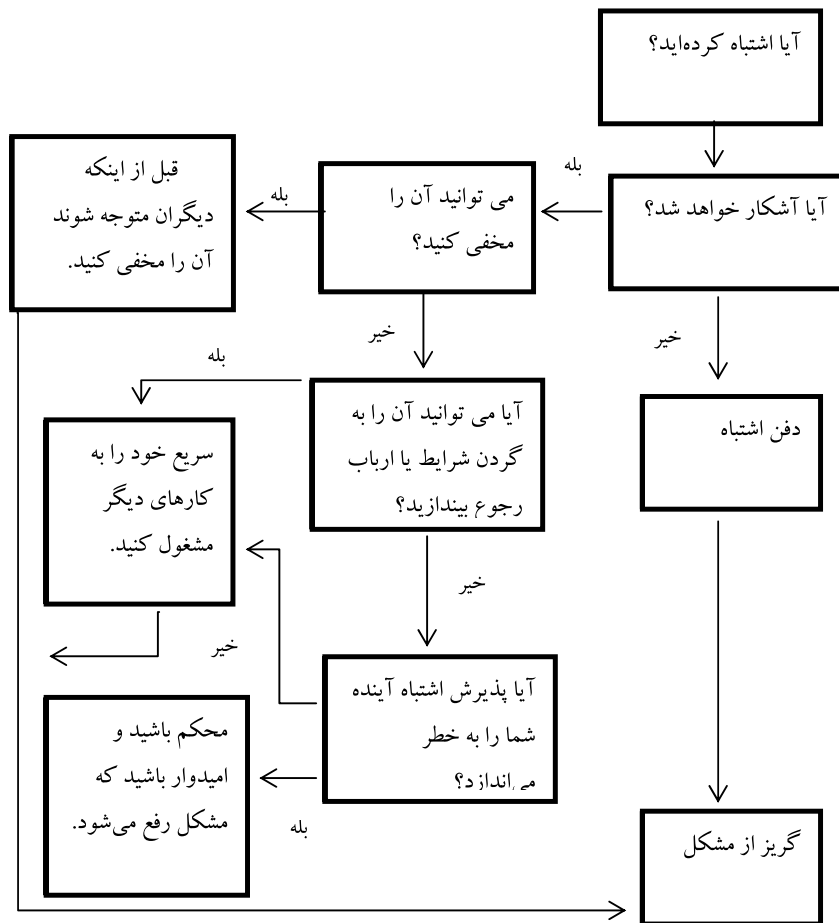 آیا اشتباه کرده‌اید؟
آیا آشکار خواهد شد؟
بله
می توانید آن را
مخفی کنید؟
بله
قبل از اینکه
دیگران متوجه شوند
آن را مخفی کنید.
خیر
خیر
بله
آیا می توانید آن را به
گردن شرایط یا ارباب
رجوع بیندازید؟
دفن اشتباه
سریع خود را به
کارهای دیگر
مشغول کنید.
خیر
خیر
آیا پذیرش اشتباه آینده
شما را به خطر
می‌اندازد؟
بله
محکم باشید و
امیدوار باشید که
مشکل رفع می‌شود.
گریز از مشکل